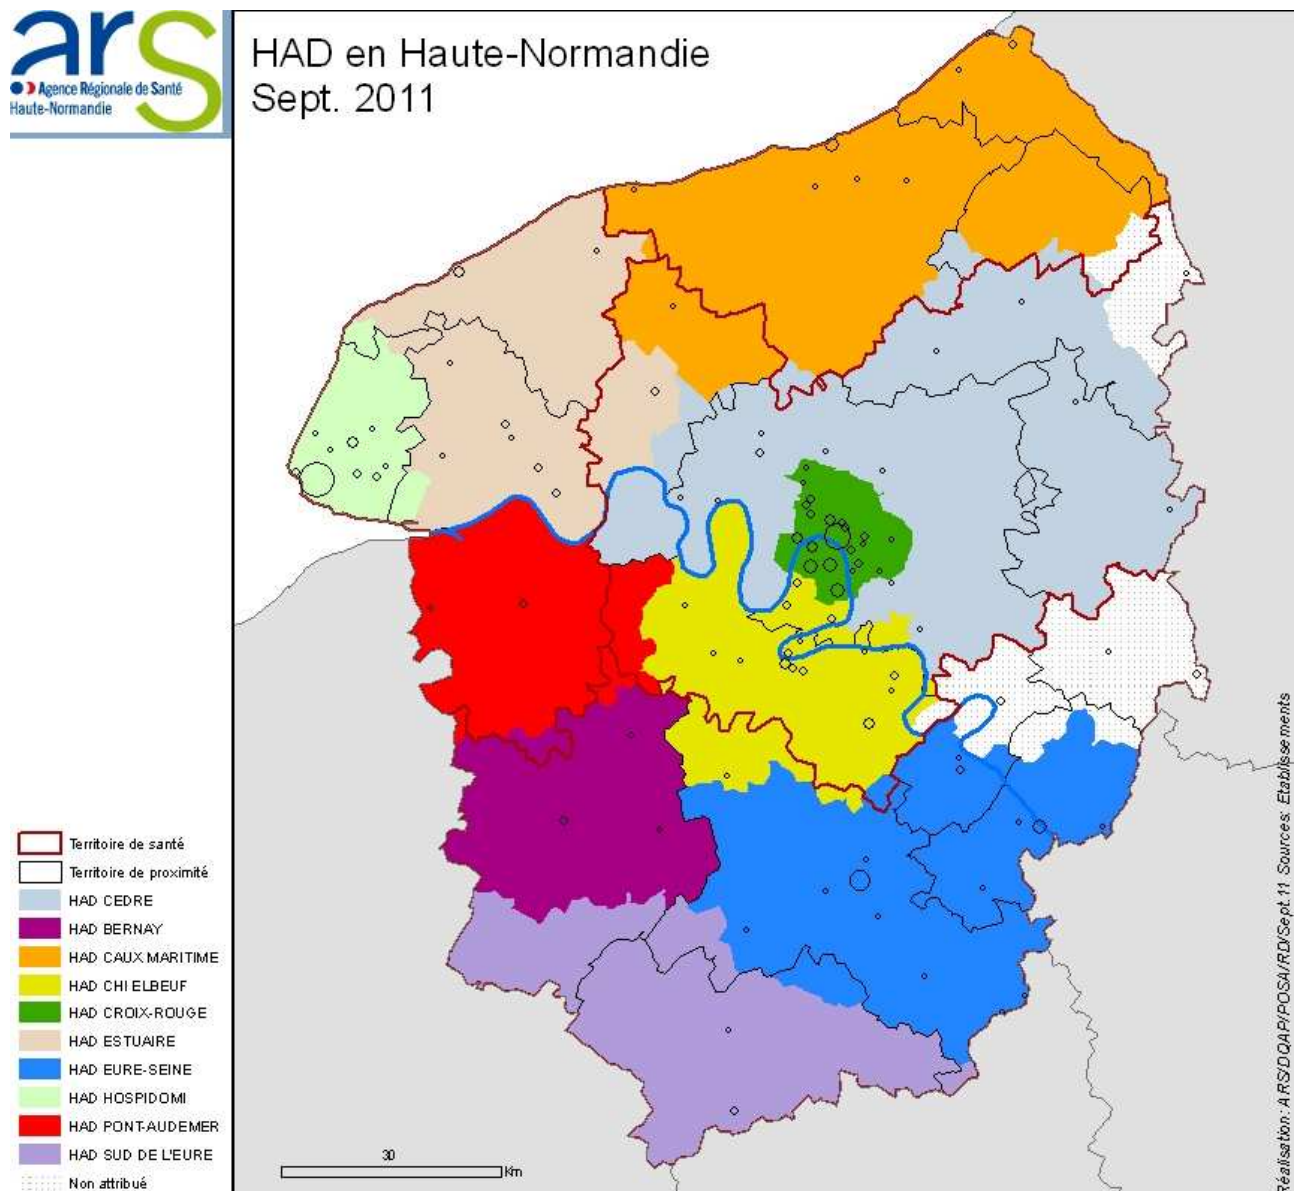 ars
Agence Régionale de Santé
Haute-Normandie
HAD en Haute-Normandie
Sept. 2011
Territoire de santé
Territoire de proximité
HAD CEDRE
HAD BERNAY
HAD CAUX MARITIME
HAD CHI ELBEUF
HAD CROIX-ROUGE
HAD ESTUAIRE
HAD EURE-SEINE
HAD HOSPIDOMI
HAD PONT-AUDEMER
HAD SUD DE L'EURE
Non attribué
30
Km
Réalisation: ARS/DQAP/POSA/RD/Sept.11 Sources: Etablissements